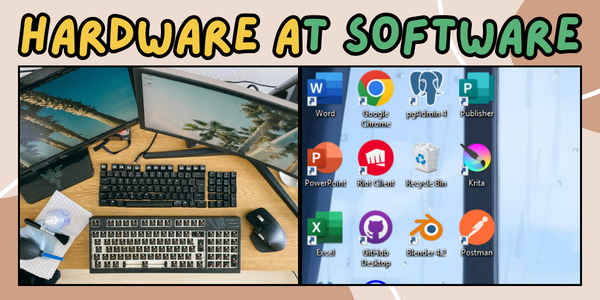 HARDWARE AT SOFTWARE
Word
Google Chrome
pgAdmin 4
Publisher
PowerPoint
Riot Client
Recycle Bin
Krita
Excel
GitHub Desktop
Blender 4.2
Postman